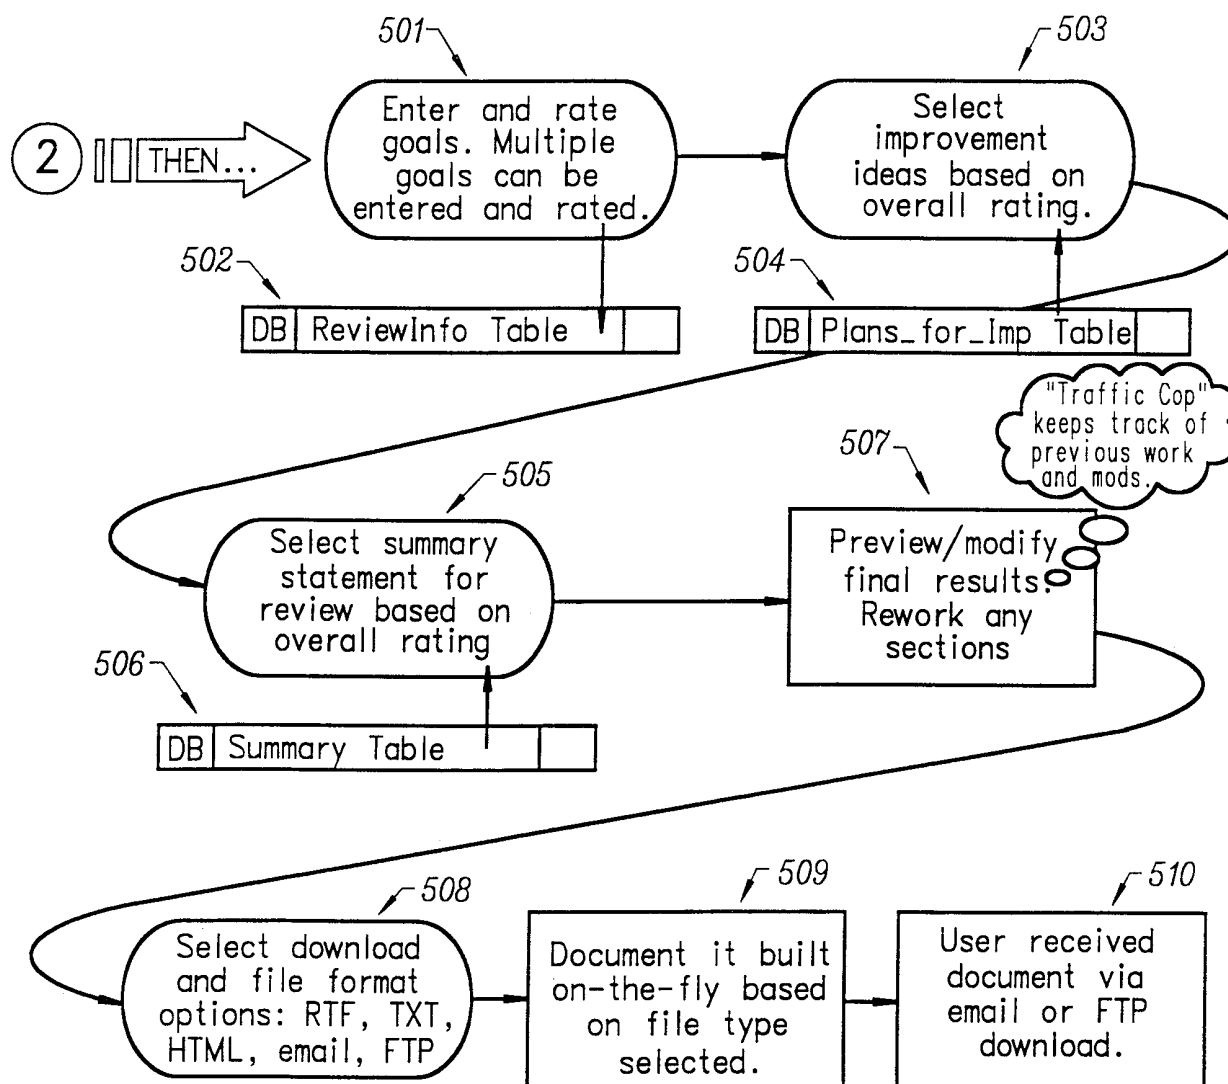 501
503
2
THEN...
Enter and rate
goals. Multiple
goals can be
entered and rated.
Select
improvement
ideas based on
overall rating.
502
504
DB ReviewInfo Table
DB Plans_for_Imp Table
"Traffic Cop"
keeps track of
previous work
and mods.
505
507
Select summary
statement for
review based on
overall rating
Preview/modify
final results.
Rework any
sections
506
DB Summary Table
508
509
510
Select download
and file format
options: RTF, TXT,
HTML, email, FTP
Document it built
on-the-fly based
on file type
selected.
User received
document via
email or FTP
download.